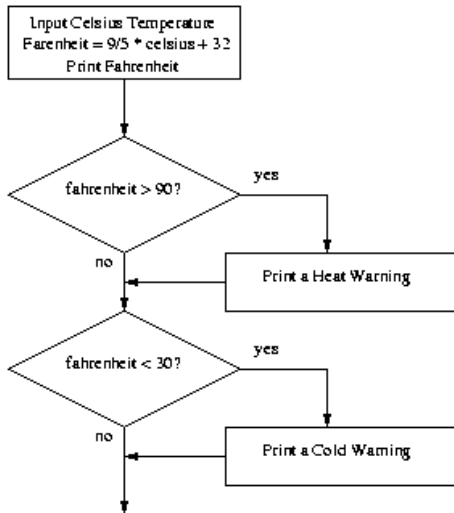 Input Celsius Temperature
Farenheit = 9/5 * celsius + 32
Print Fahrenheit
fahrenheit > 90?
yes
no
Print a Heat Warning
fahrenheit < 30?
yes
no
Print a Cold Warning